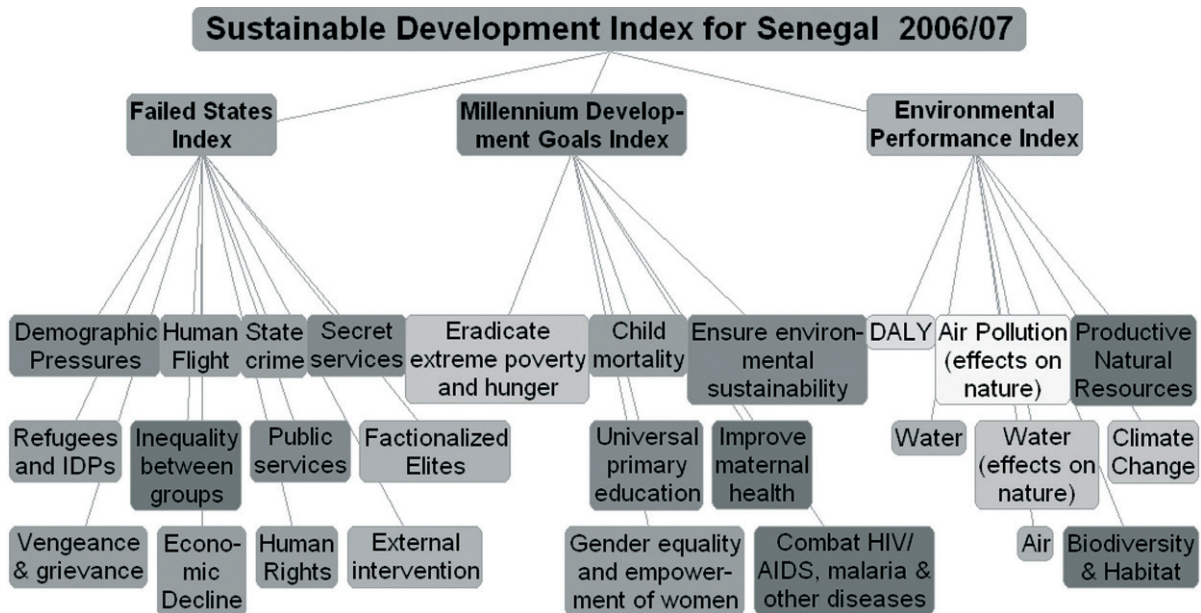 Sustainable Development Index for Senegal 2006/07
Failed States
Index
Millennium Develop-
ment Goals Index
Environmental
Performance Index
Demographic
Pressures
Human
Flight
State
crime
Secret
services
Eradicate
extreme poverty
and hunger
Child
mortality
Ensure environ-
mental
sustainability
DALY
Air Pollution
(effects on
nature)
Productive
Natural
Resources
Refugees
and IDPs
Inequality
between
groups
Public
services
Factionalized
Elites
Universal
primary
education
Improve
maternal
health
Water
Water
(effects on
nature)
Climate
Change
Vengeance
& grievance
Econo-
mic
Decline
Human
Rights
External
intervention
Gender equality
and empower-
ment of women
Combat HIV/
AIDS, malaria &
other diseases
Air
Biodiversity
& Habitat